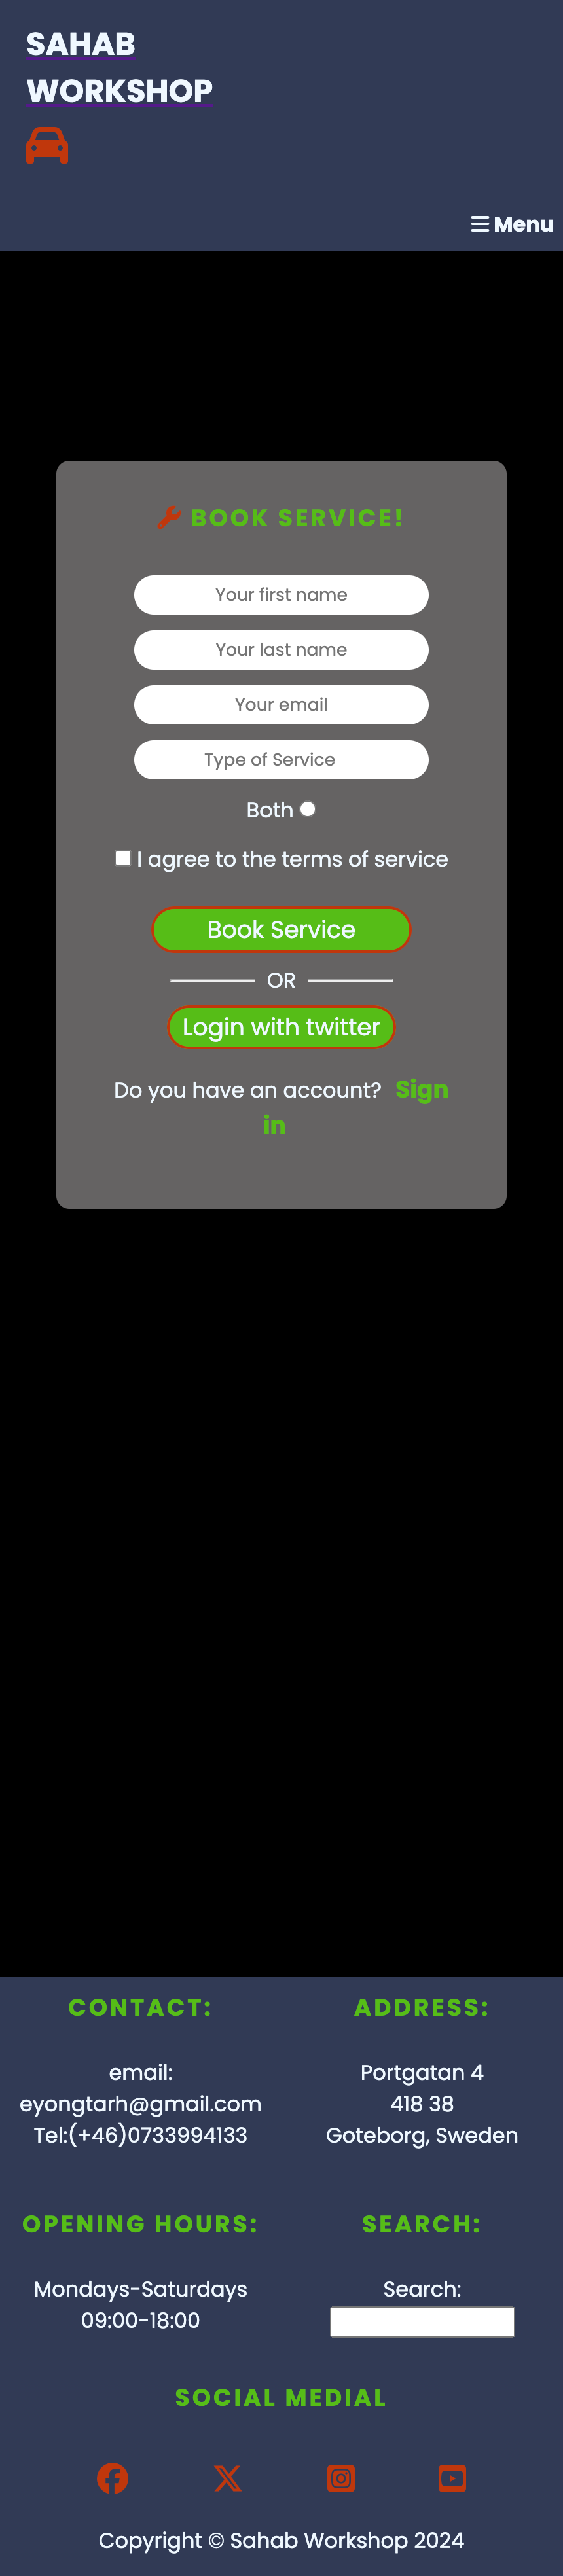 SAHAB
WORKSHOP
Menu
BOOK SERVICE!
Your first name
Your last name
Your email
Type of Service
Both
I agree to the terms of service
Book Service
OR
Login with twitter
Do you have an account? Sign
in
CONTACT:
email:
eyongtarh@gmail.com
Tel:(+46)0733994133
ADDRESS:
Portgatan 4
418 38
Goteborg, Sweden
OPENING HOURS:
Mondays-Saturdays
09:00-18:00
SEARCH:
Search:
SOCIAL MEDIAL
Copyright © Sahab Workshop 2024